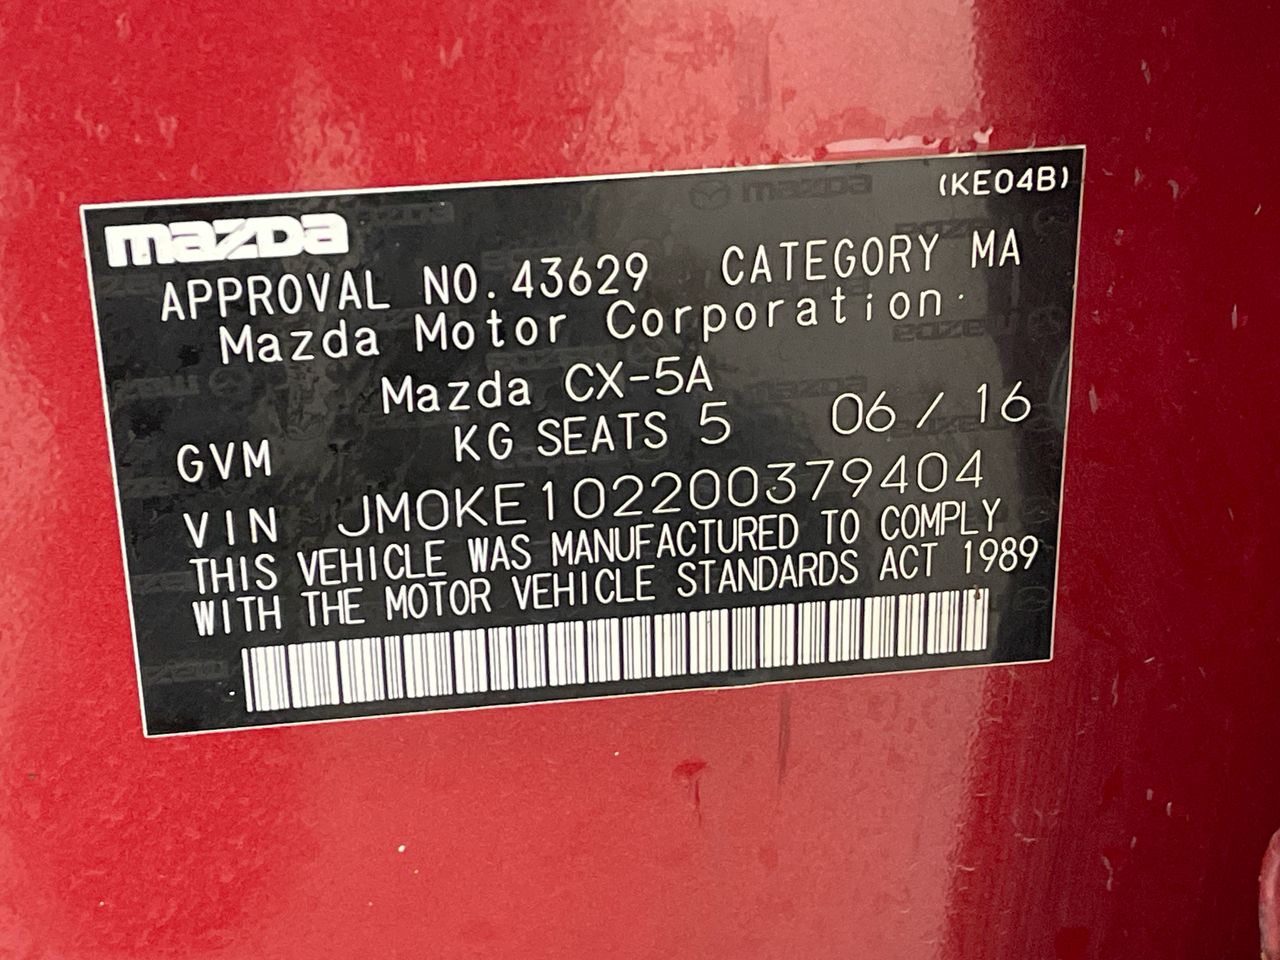 (KE04B)
mazda
APPROVAL NO. 43629 CATEGORY MA
Mazda Motor Corporation
Mazda CX-5A
GVM KG SEATS 5 06 / 16
VIN JM0KE102200379404
THIS VEHICLE WAS MANUFACTURED TO COMPLY
WITH THE MOTOR VEHICLE STANDARDS ACT 1989